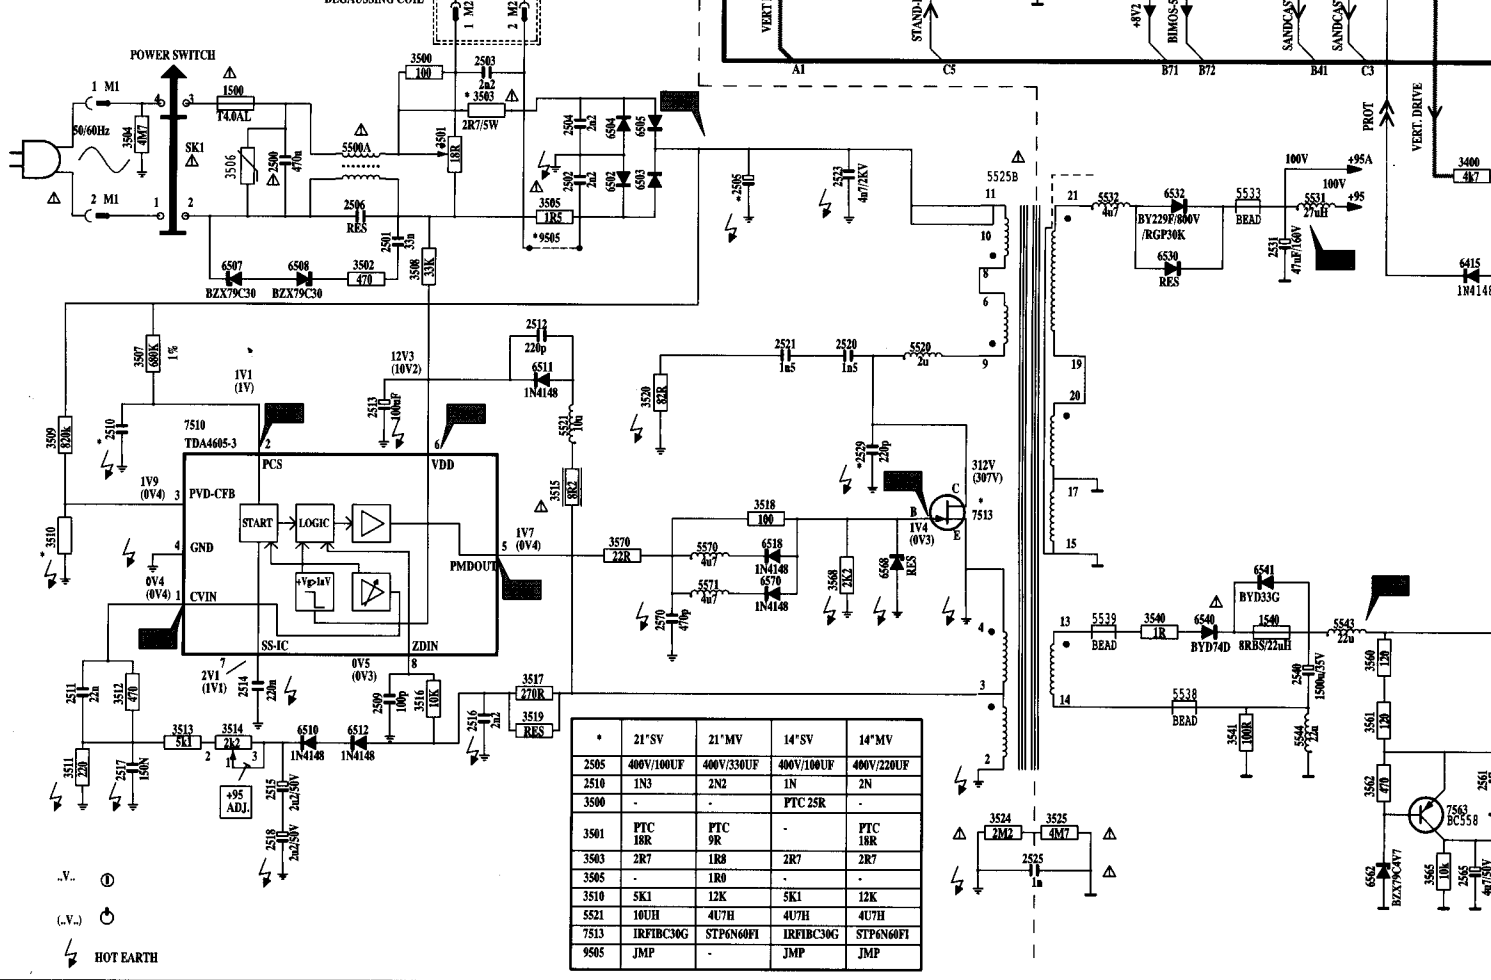 DEGAUSSING COIL
1 M2
2 M2
VERT
STAND-
+8V2
BIMOS-5
SANDCAS
SANDCAS
POWER SWITCH
3500
100
2503
2n2
* 3503
2R7/5W
A1
C5
B71
B72
B41
C3
PROT
VERT. DRIVE
1 M1
4
3
1500
T4.0AL
50/60Hz
3504
4M7
SK1
3506
2500
470n
5500A
3501
18R
2504
2n2
6504
6505
2502
2n2
6502
6503
2 M1
1
2
2506
RES
3505
1R5
*9505
2501
33n
3508
33K
*2505
2523
4n7/2KV
5525B
11
10
8
6
9
21
5532
4u7
6532
BY229F/800V
/RGP30K
6530
RES
5533
BEAD
100V
+95A
100V
5531
+95
27uH
2531
47uF/160V
3400
4k7
6415
1N4148
6507
BZX79C30
6508
BZX79C30
3502
470
3507
680K
1%
1V1
(1V)
12V3
(10V2)
2512
220p
6511
1N4148
2513
100uF
5521
10u
3515
8R2
2521
1n5
2520
1n5
5520
2u
3520
82R
19
20
17
15
3509
820k
2510
*
7510
TDA4605-3
2
6
PCS
VDD
*2529
220p
312V
(307V)
*
7513
C
B
E
1V4
(0V3)
1V9
(0V4)
3
PVD-CFB
START
LOGIC
3510
*
4
GND
0V4
(0V4)
1
CVIN
PMDOUT
5
1V7
(0V4)
SS-IC
ZDIN
7
8
2V1
(1V1)
0V5
(0V3)
3570
22R
3518
100
5570
4u7
6518
1N4148
5571
4u7
6570
1N4148
2570
470p
3568
2K2
6568
RES
4
3
2
13
14
5539
BEAD
3540
1R
6540
BYD74D
6541
BYD33G
1540
8RBS/22uH
5543
22u
2540
1500u/35V
5538
BEAD
3541
100R
5544
22u
3560
120
3561
120
3562
470
7563
BC558
2561
6562
BZX79C4V7
3565
10k
2565
4u7/50V
2511
22n
3512
470
2514
220n
2509
100p
3516
10K
2516
2n2
3517
270R
3519
RES
3513
5k1
3514
2k2
2
1
3
6510
1N4148
6512
1N4148
3511
220
2517
150N
+95
ADJ.
2515
2u2/50V
2518
2u2/50V
* 21"SV 21"MV 14"SV 14"MV
2505 400V/100UF 400V/330UF 400V/100UF 400V/220UF
2510 1N3 2N2 1N 2N
3500 - - PTC 25R -
3501 PTC 18R PTC 9R - PTC 18R
3503 2R7 1R8 2R7 2R7
3505 - 1R0 - -
3510 5K1 12K 5K1 12K
5521 10UH 4U7H 4U7H 4U7H
7513 IRFIBC30G STP6N60FI IRFIBC30G STP6N60FI
9505 JMP - JMP JMP
3524
2M2
3525
4M7
2525
1n
..V..
(..V..)
HOT EARTH